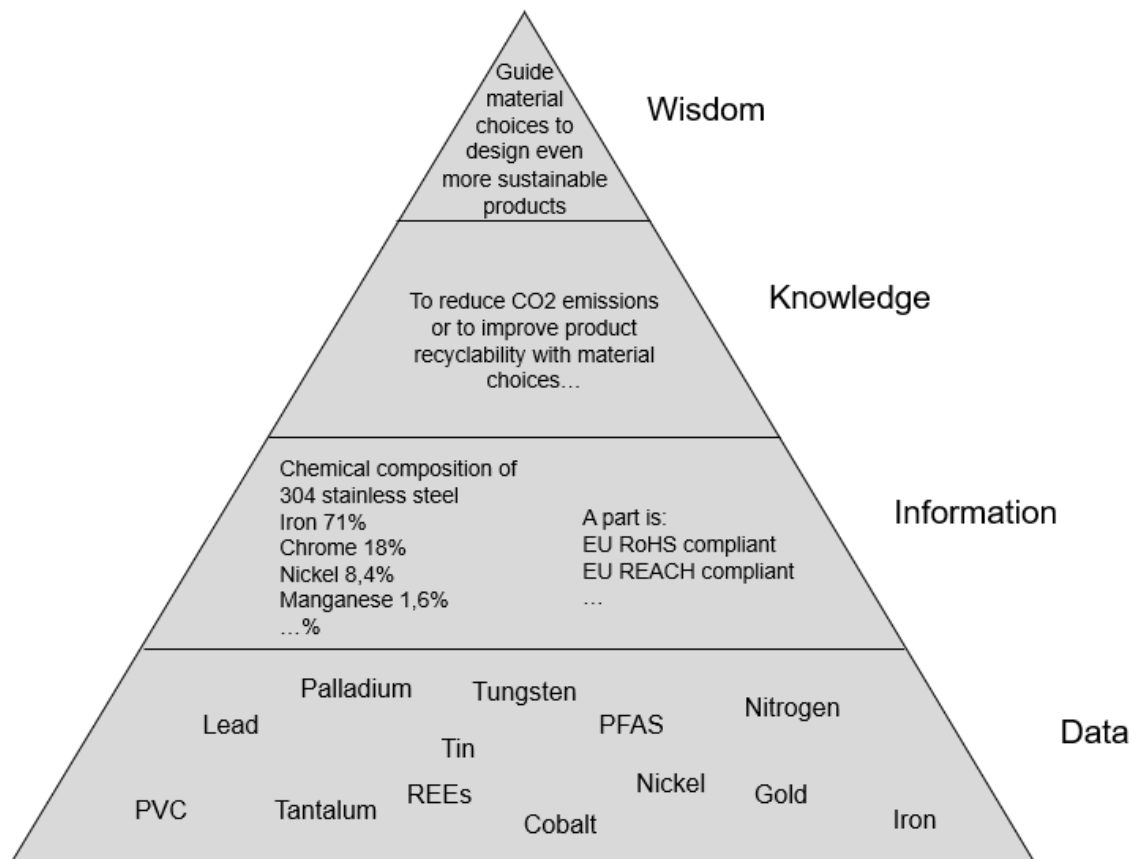 Guide
material
choices to
design even
more sustainable
products
Wisdom
To reduce CO2 emissions
or to improve product
recyclability with material
choices…
Knowledge
Chemical composition of
304 stainless steel
Iron 71%
Chrome 18%
Nickel 8,4%
Manganese 1,6%
…%
A part is:
EU RoHS compliant
EU REACH compliant
…
Information
Palladium
Tungsten
Lead
PFAS
Nitrogen
Tin
Data
PVC
Tantalum
REEs
Cobalt
Nickel
Gold
Iron